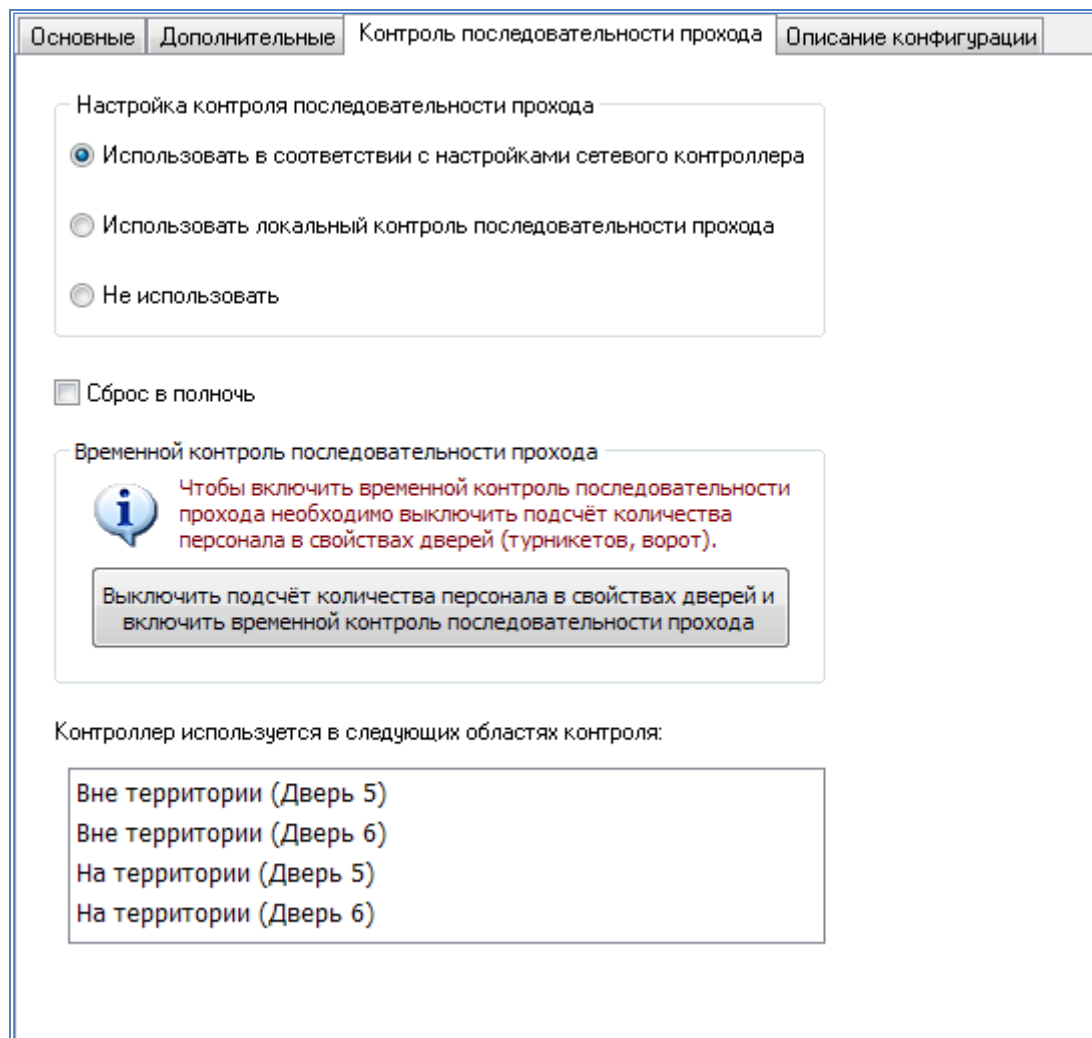 Основные
Дополнительные
Контроль последовательности прохода
Описание конфигурации
Настройка контроля последовательности прохода
Использовать в соответствии с настройками сетевого контроллера
Использовать локальный контроль последовательности прохода
Не использовать
Сброс в полночь
Временной контроль последовательности прохода
Чтобы включить временной контроль последовательности
прохода необходимо выключить подсчёт количества
персонала в свойствах дверей (турникетов, ворот).
Выключить подсчёт количества персонала в свойствах дверей и
включить временной контроль последовательности прохода
Контроллер используется в следующих областях контроля:
Вне территории (Дверь 5)
Вне территории (Дверь 6)
На территории (Дверь 5)
На территории (Дверь 6)